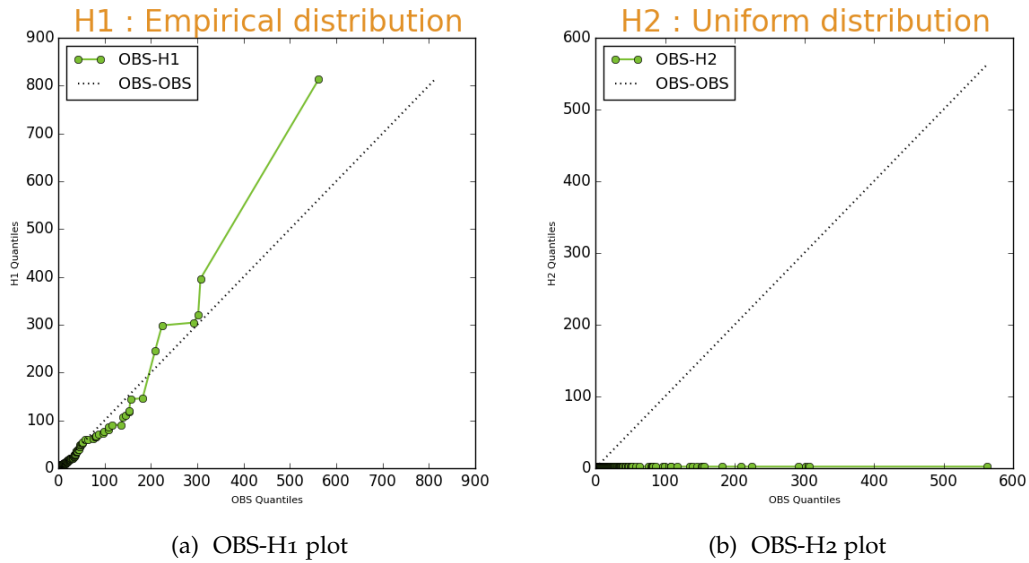 H1 : Empirical distribution
900
800
700
600
500
400
300
200
100
0
H1 Quantiles
OBS-H1
OBS-OBS
0 100 200 300 400 500 600 700 800 900
OBS Quantiles
(a) OBS-H1 plot
H2 : Uniform distribution
600
500
400
300
200
100
0
H2 Quantiles
OBS-H2
OBS-OBS
0 100 200 300 400 500 600
OBS Quantiles
(b) OBS-H2 plot